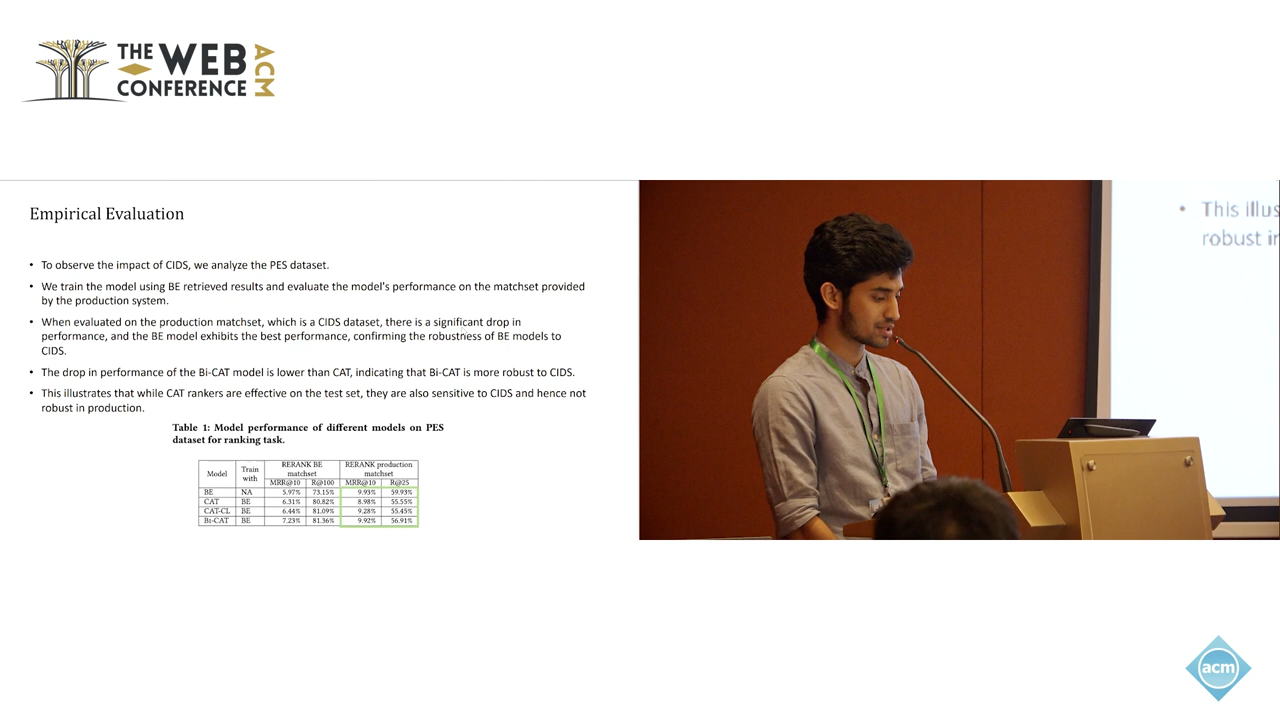 THE WEB
CONFERENCE
ACM
Empirical Evaluation
• To observe the impact of CIDS, we analyze the PES dataset.
• We train the model using BE retrieved results and evaluate the model's performance on the matchset provided
by the production system.
• When evaluated on the production matchset, which is a CIDS dataset, there is a significant drop in
performance, and the BE model exhibits the best performance, confirming the robustness of BE models to
CIDS.
• The drop in performance of the Bi-CAT model is lower than CAT, indicating that Bi-CAT is more robust to CIDS.
• This illustrates that while CAT rankers are effective on the test set, they are also sensitive to CIDS and hence not
robust in production.
Table 1: Model performance of different models on PES
dataset for ranking task.
Model Train with RERANK BE matchset RERANK production matchset
MRR@10 R@100 MRR@10 R@25
BE NA 5.97% 73.15% 9.93% 59.93%
CAT BE 6.31% 80.82% 8.98% 55.55%
CAT-CL BE 6.44% 81.09% 9.28% 55.45%
Bi-CAT BE 7.23% 81.36% 9.92% 56.91%
• This illus
robust in
acm